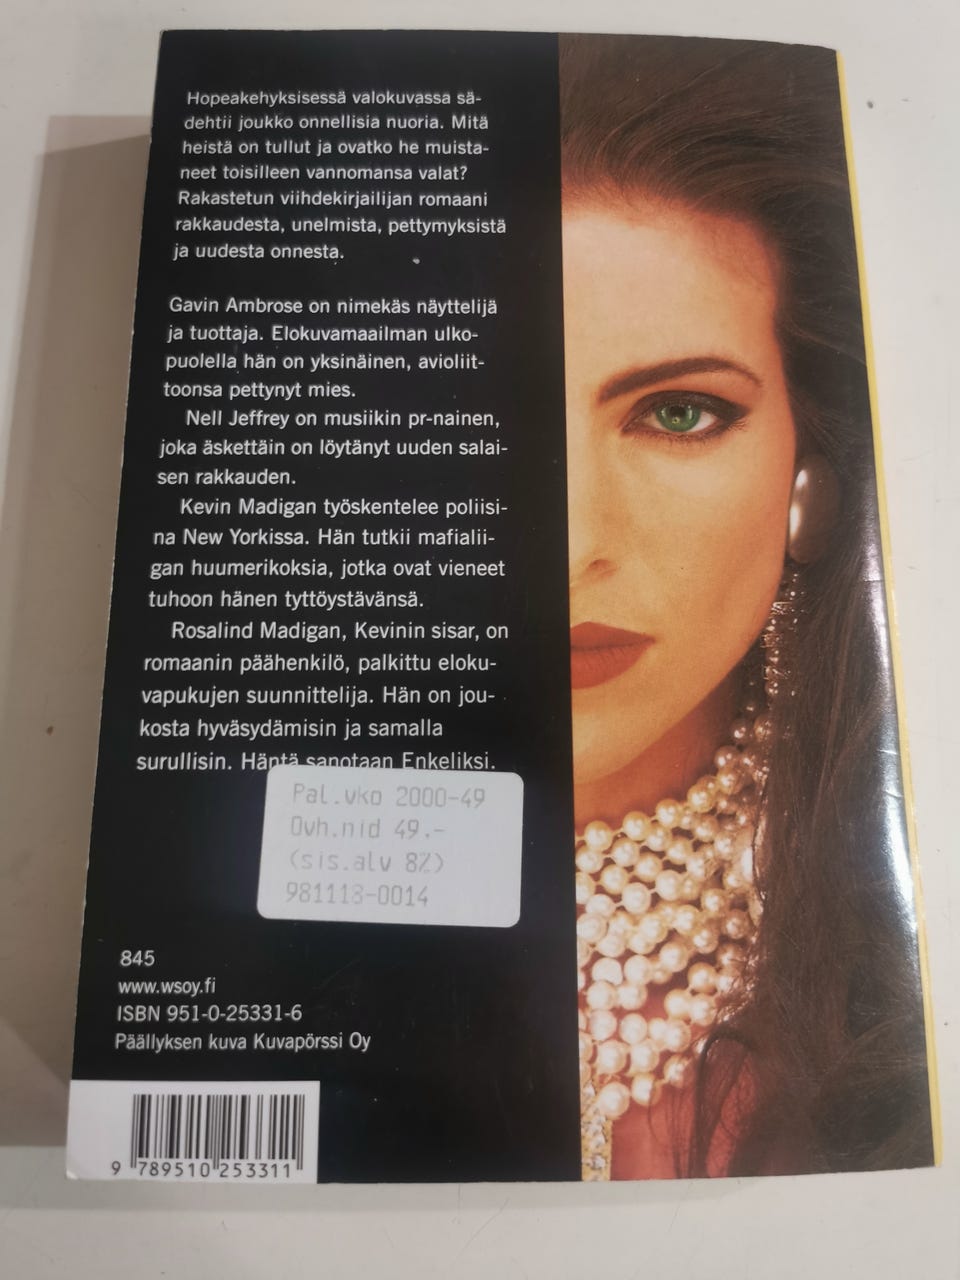 Hopeakehyksisessä valokuvassa sä-
dehtii joukko onnellisia nuoria. Mitä
heistä on tullut ja ovatko he muista-
neet toisilleen vannomansa valat?
Rakastetun viihdekirjailijan romaani
rakkaudesta, unelmista, pettymyksistä
ja uudesta onnesta.
Gavin Ambrose on nimekäs näyttelijä
ja tuottaja. Elokuvamaailman ulko-
puolella hän on yksinäinen, avioliit-
toonsa pettynyt mies.
Nell Jeffrey on musiikin pr-nainen,
joka äskettäin on löytänyt uuden salai-
sen rakkauden.
Kevin Madigan työskentelee poliisi-
na New Yorkissa. Hän tutkii mafialii-
gan huumerikoksia, jotka ovat vieneet
tuhoon hänen tyttöystävänsä.
Rosalind Madigan, Kevinin sisar, on
romaanin päähenkilö, palkittu eloku-
vapukujen suunnittelija. Hän on jou-
kosta hyväsydämisin ja samalla
surullisin. Häntä sanotaan Enkeliksi.
Pal.vko 2000-49
Ovh.nid 49.-
(sis.alv 8%)
981118-0014
845
www.wsoy.fi
ISBN 951-0-25331-6
Päällyksen kuva Kuvapörssi Oy
9 789510 253311